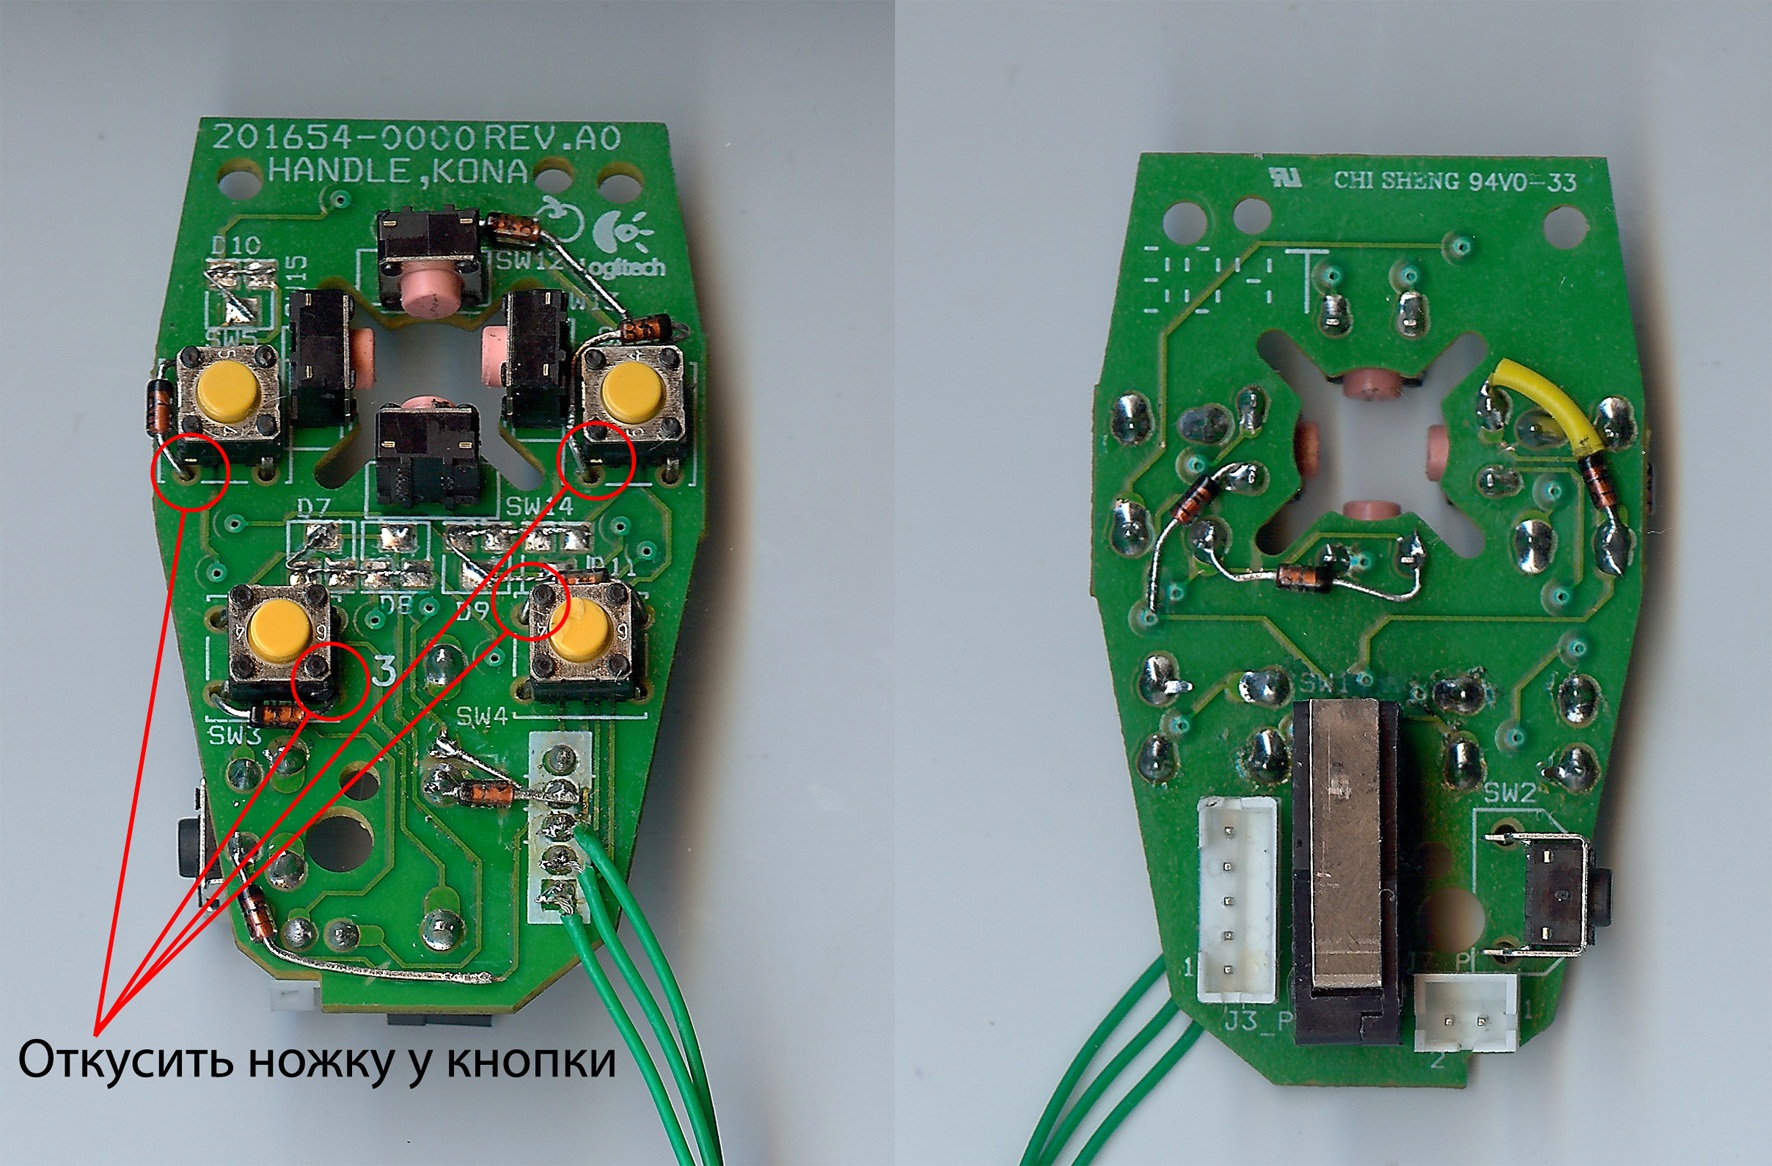 201654-0000 REV.A0
HANDLE,KONA
D10
SW12
Logitech
SW5
D7
SW14
D11
D8
D9
3
SW4
SW3
Откусить ножку у кнопки
CHI SHENG 94V0-33
SW1
SW2
1
J3_P
1
2